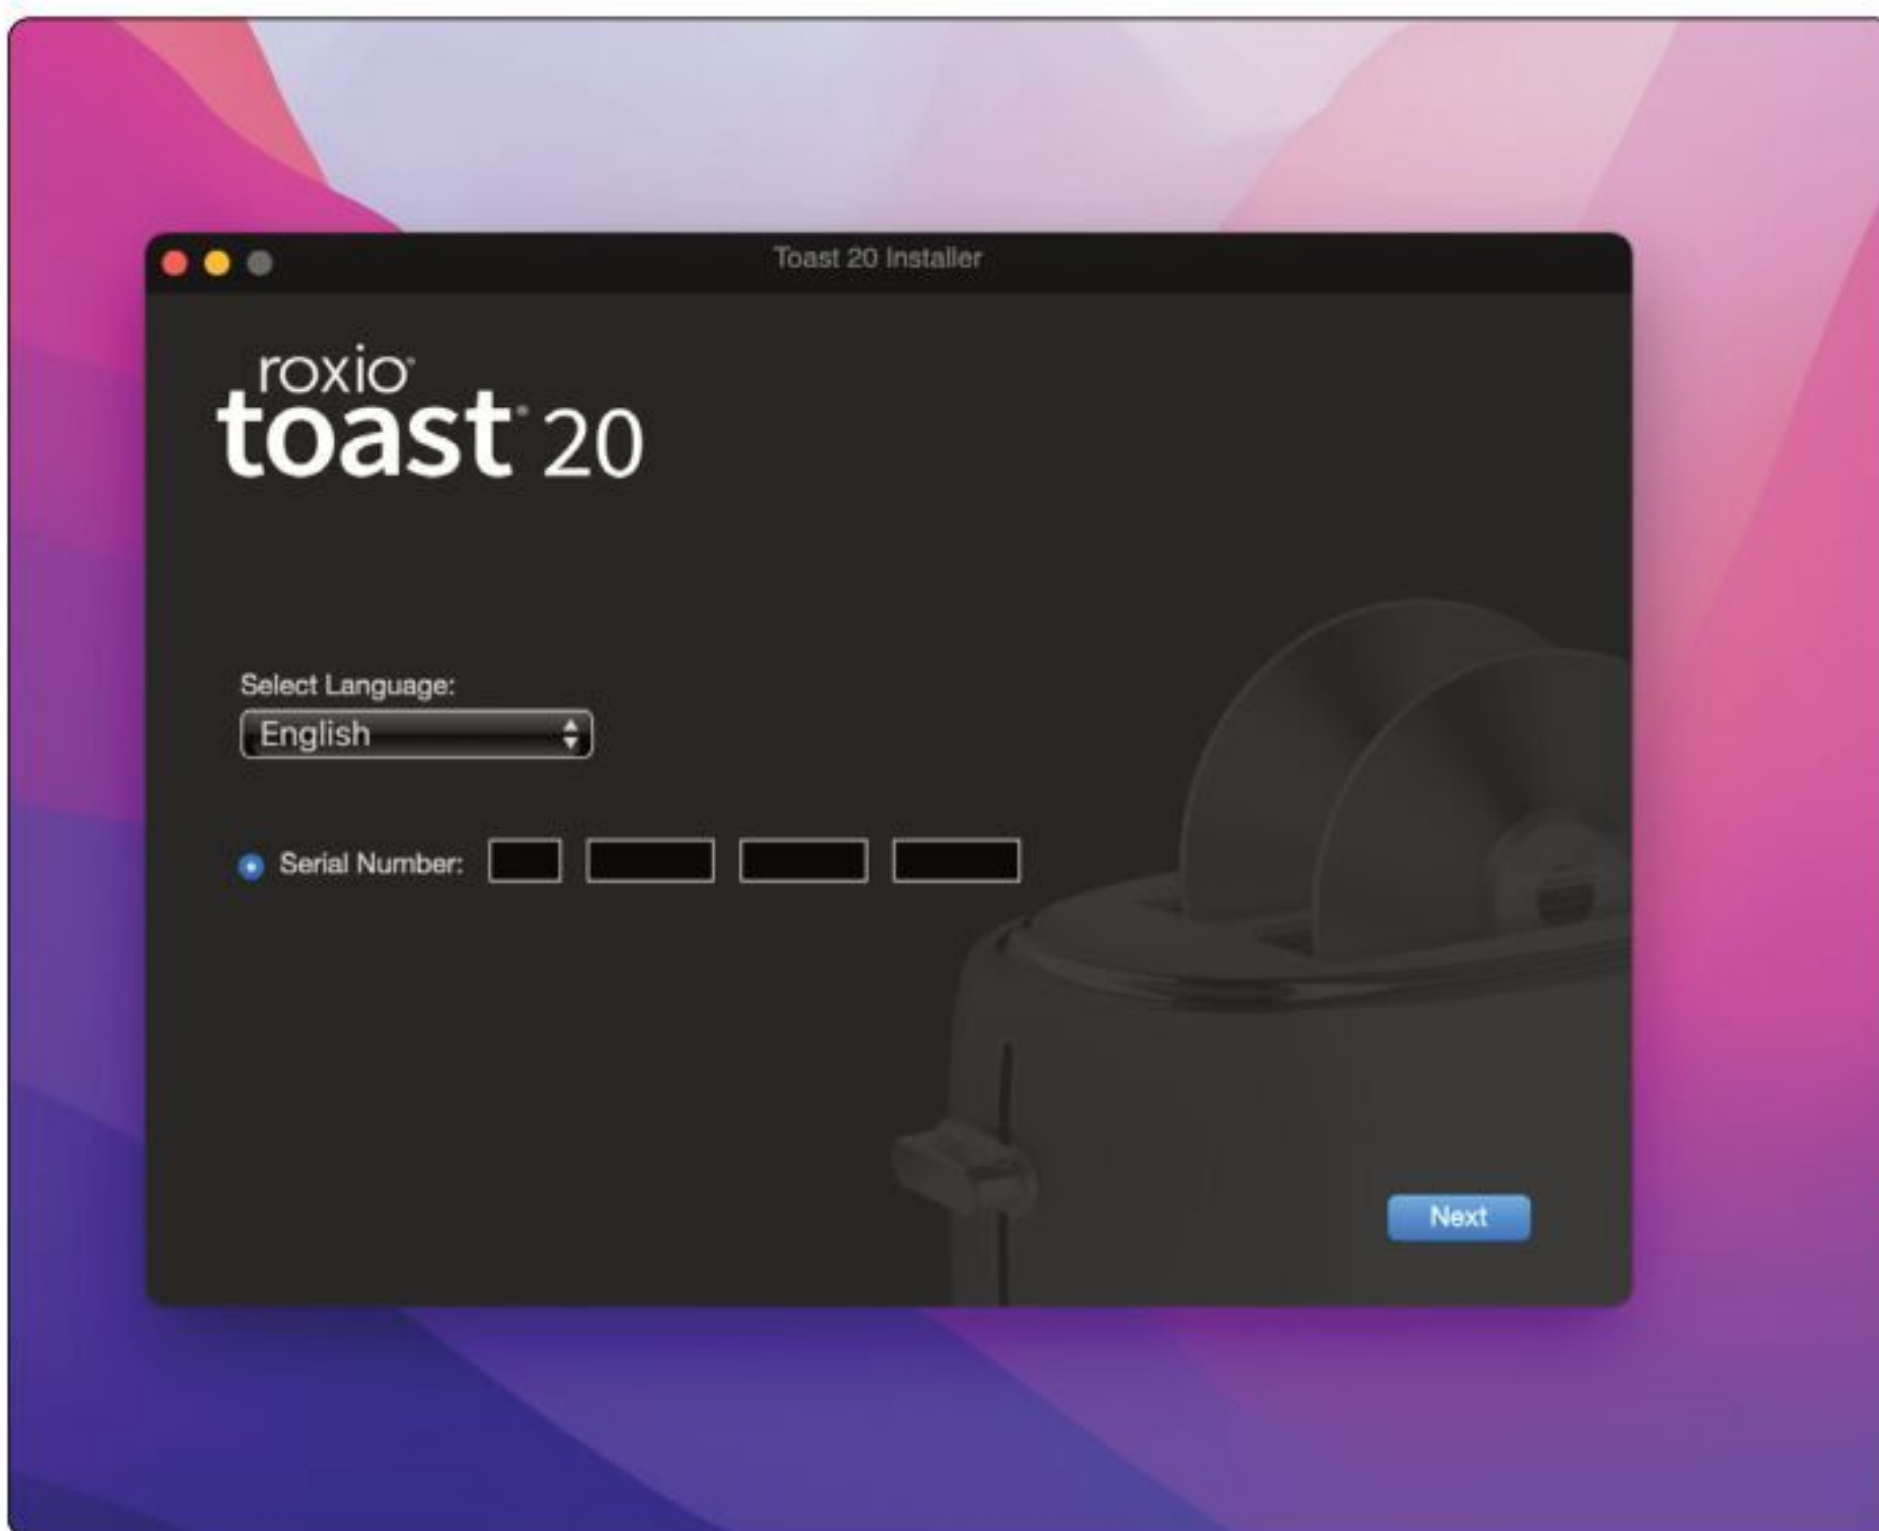 Toast 20 Installer
roxio®
toast® 20
Select Language:
English
Serial Number:
Next